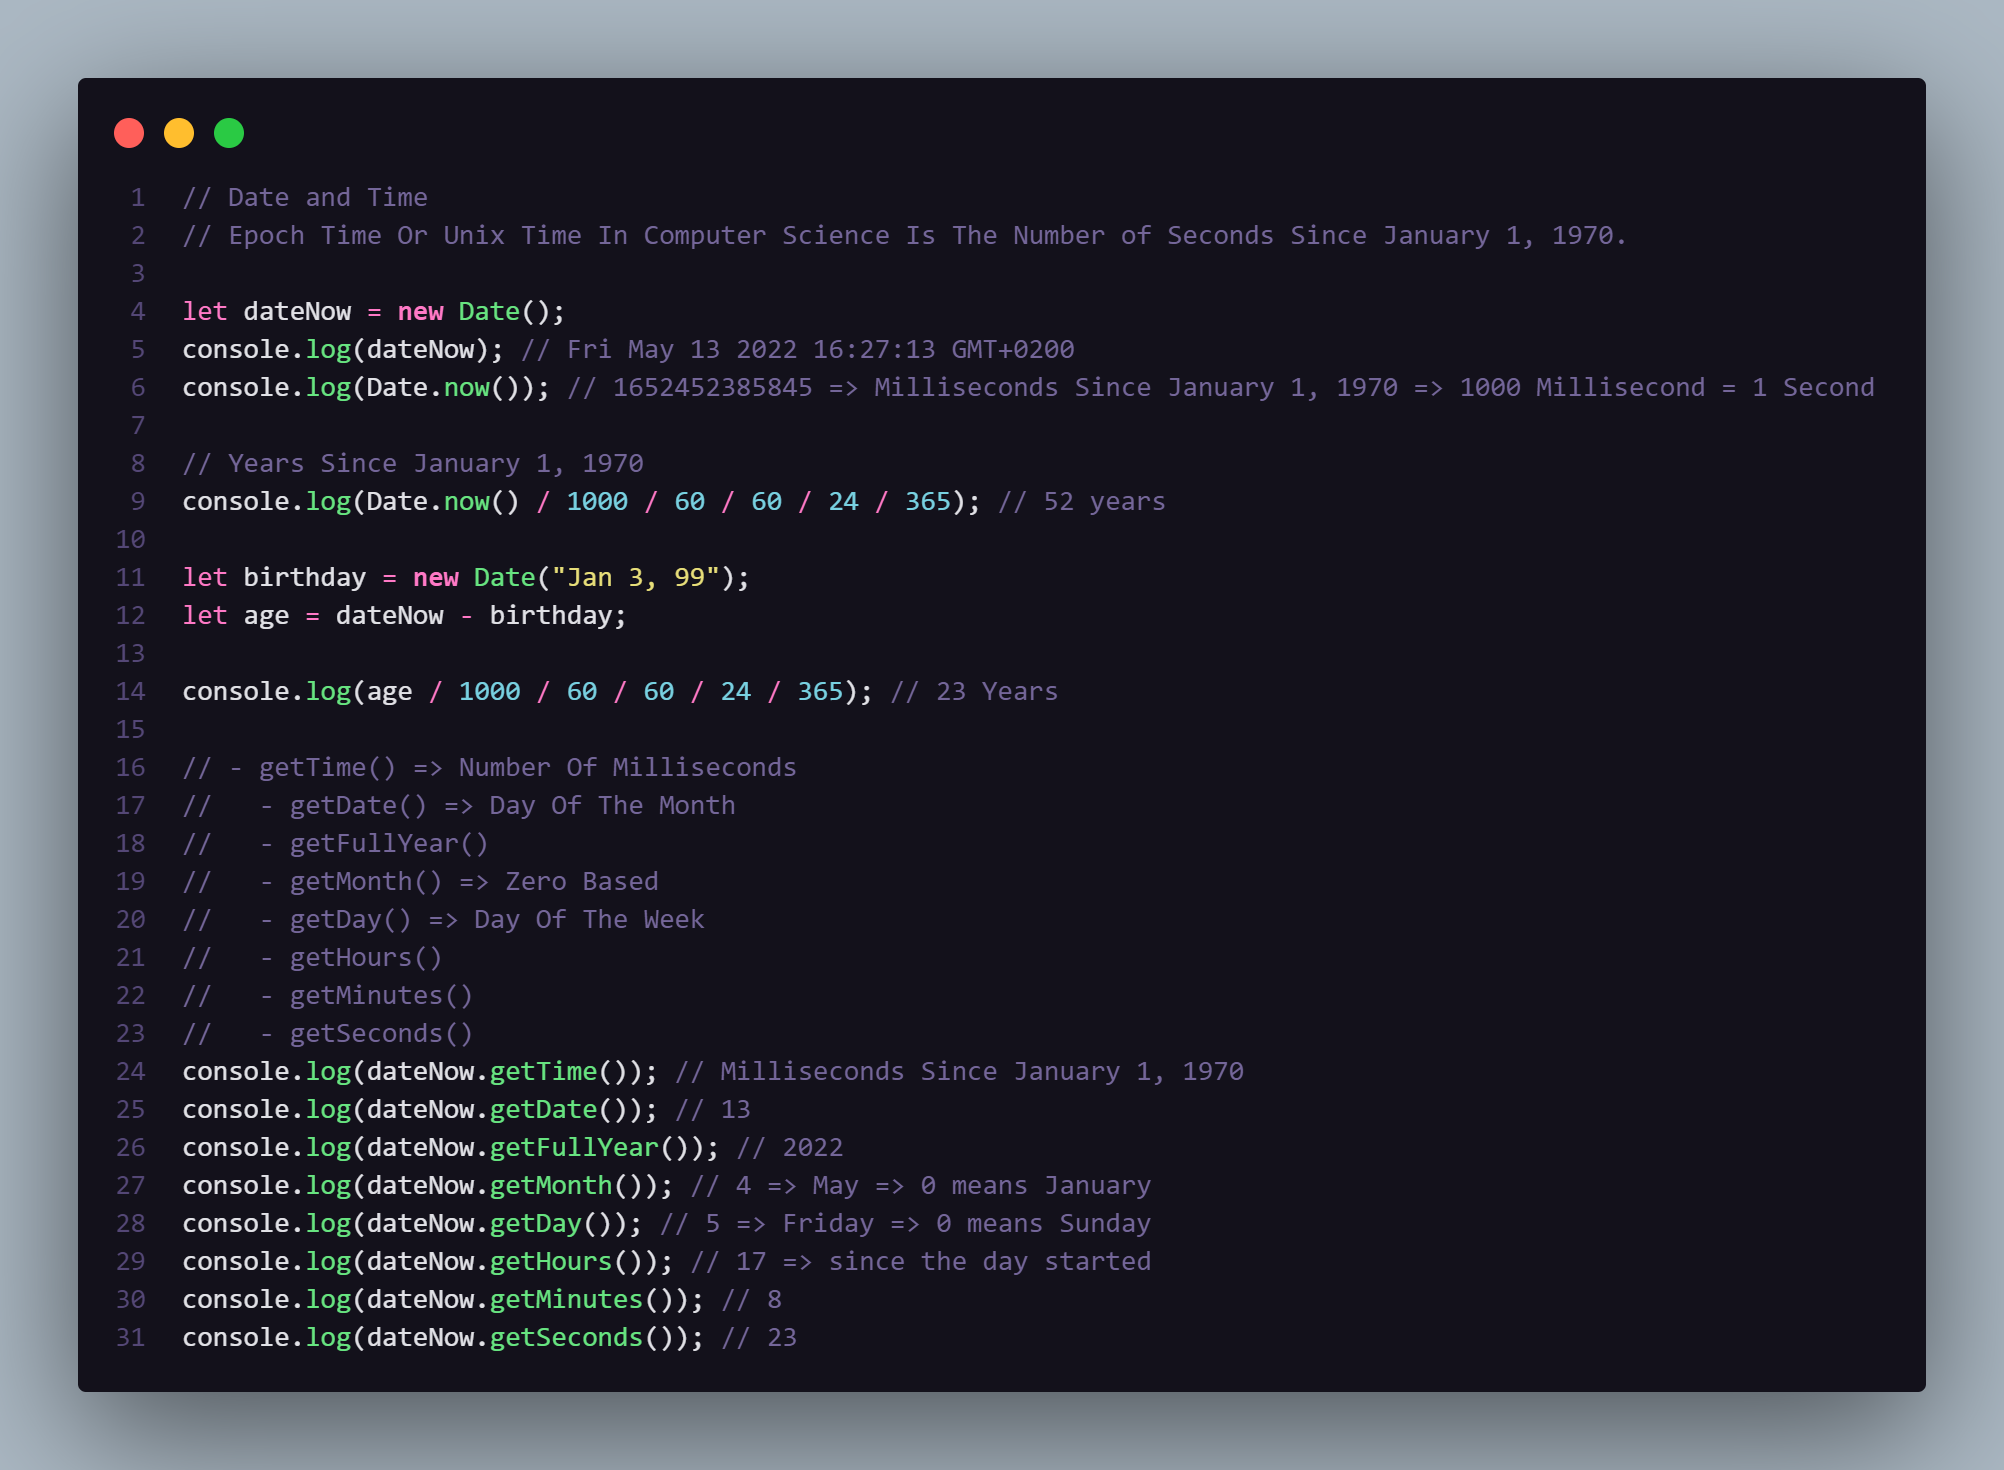 1 // Date and Time
2 // Epoch Time Or Unix Time In Computer Science Is The Number of Seconds Since January 1, 1970.
3
4 let dateNow = new Date();
5 console.log(dateNow); // Fri May 13 2022 16:27:13 GMT+0200
6 console.log(Date.now()); // 1652452385845 => Milliseconds Since January 1, 1970 => 1000 Millisecond = 1 Second
7
8 // Years Since January 1, 1970
9 console.log(Date.now() / 1000 / 60 / 60 / 24 / 365); // 52 years
10
11 let birthday = new Date("Jan 3, 99");
12 let age = dateNow - birthday;
13
14 console.log(age / 1000 / 60 / 60 / 24 / 365); // 23 Years
15
16 // - getTime() => Number Of Milliseconds
17 //   - getDate() => Day Of The Month
18 //   - getFullYear()
19 //   - getMonth() => Zero Based
20 //   - getDay() => Day Of The Week
21 //   - getHours()
22 //   - getMinutes()
23 //   - getSeconds()
24 console.log(dateNow.getTime()); // Milliseconds Since January 1, 1970
25 console.log(dateNow.getDate()); // 13
26 console.log(dateNow.getFullYear()); // 2022
27 console.log(dateNow.getMonth()); // 4 => May => 0 means January
28 console.log(dateNow.getDay()); // 5 => Friday => 0 means Sunday
29 console.log(dateNow.getHours()); // 17 => since the day started
30 console.log(dateNow.getMinutes()); // 8
31 console.log(dateNow.getSeconds()); // 23